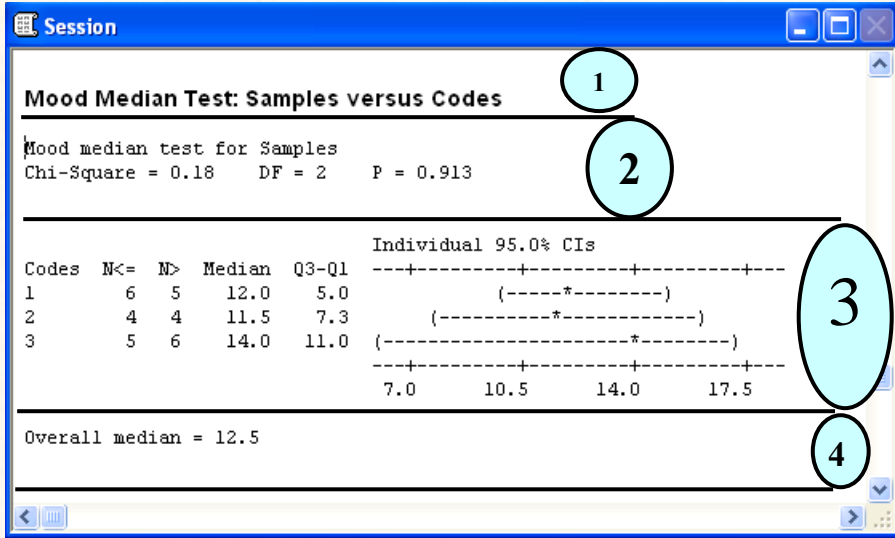 Session
1
Mood Median Test: Samples versus Codes
Mood median test for Samples
Chi-Square = 0.18    DF = 2    P = 0.913
2
Individual 95.0% CIs
Codes  N<=  N>  Median  Q3-Q1  ---+---------+---------+---------+---
1        6   5    12.0    5.0             (-----*--------)
2        4   4    11.5    7.3       (----------*------------)
3        5   6    14.0   11.0  (----------------------*--------)
---+---------+---------+---------+---
7.0      10.5      14.0      17.5
3
Overall median = 12.5
4